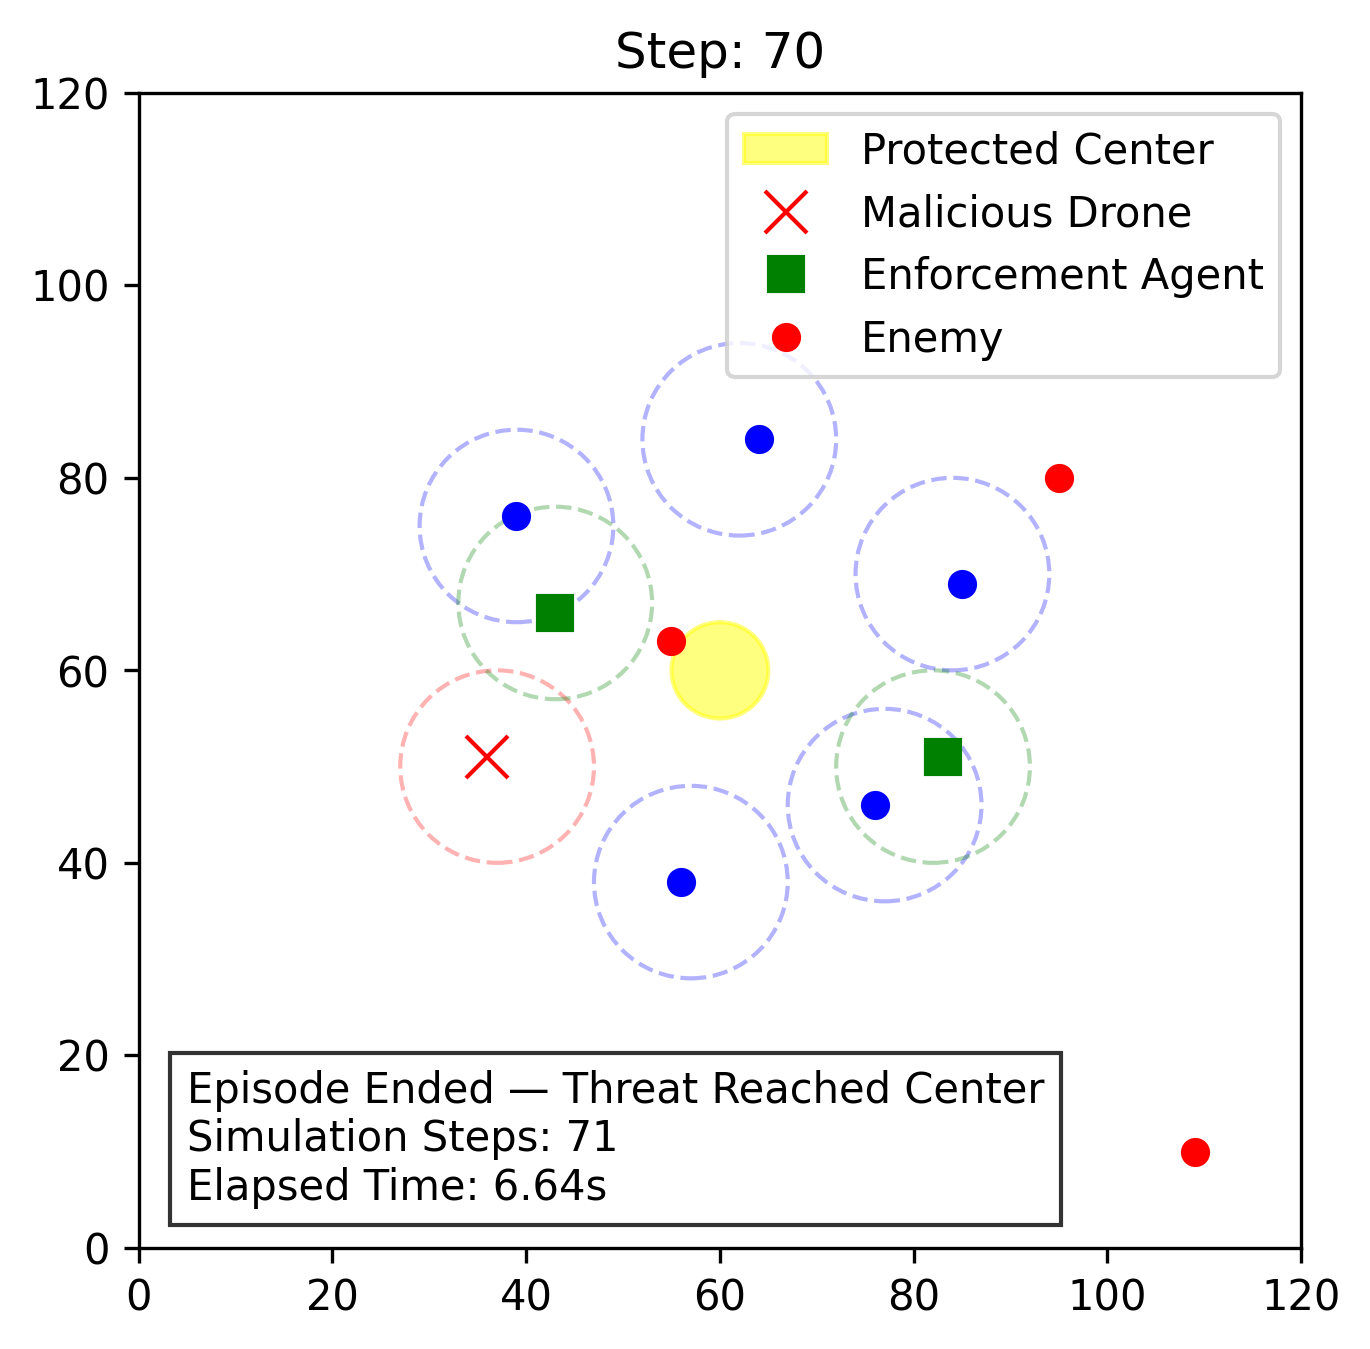 Step: 70
120
100
80
60
40
20
0
0 20 40 60 80 100 120
Protected Center
Malicious Drone
Enforcement Agent
Enemy
Episode Ended — Threat Reached Center
Simulation Steps: 71
Elapsed Time: 6.64s